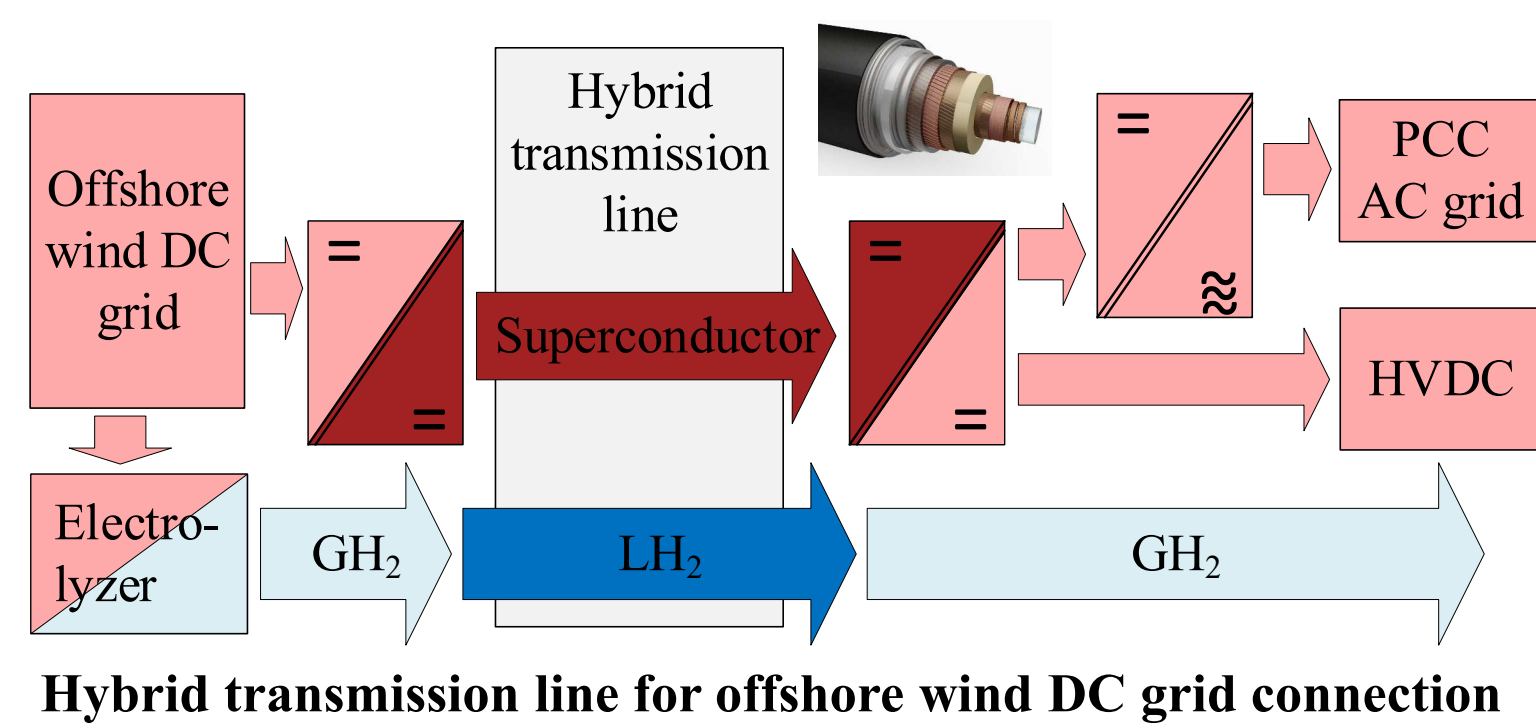 Hybrid
transmission
line
Offshore
wind DC
grid
=
=
Superconductor
=
=
=
≈
PCC
AC grid
HVDC
Electro-
lyzer
GH₂
LH₂
GH₂
Hybrid transmission line for offshore wind DC grid connection